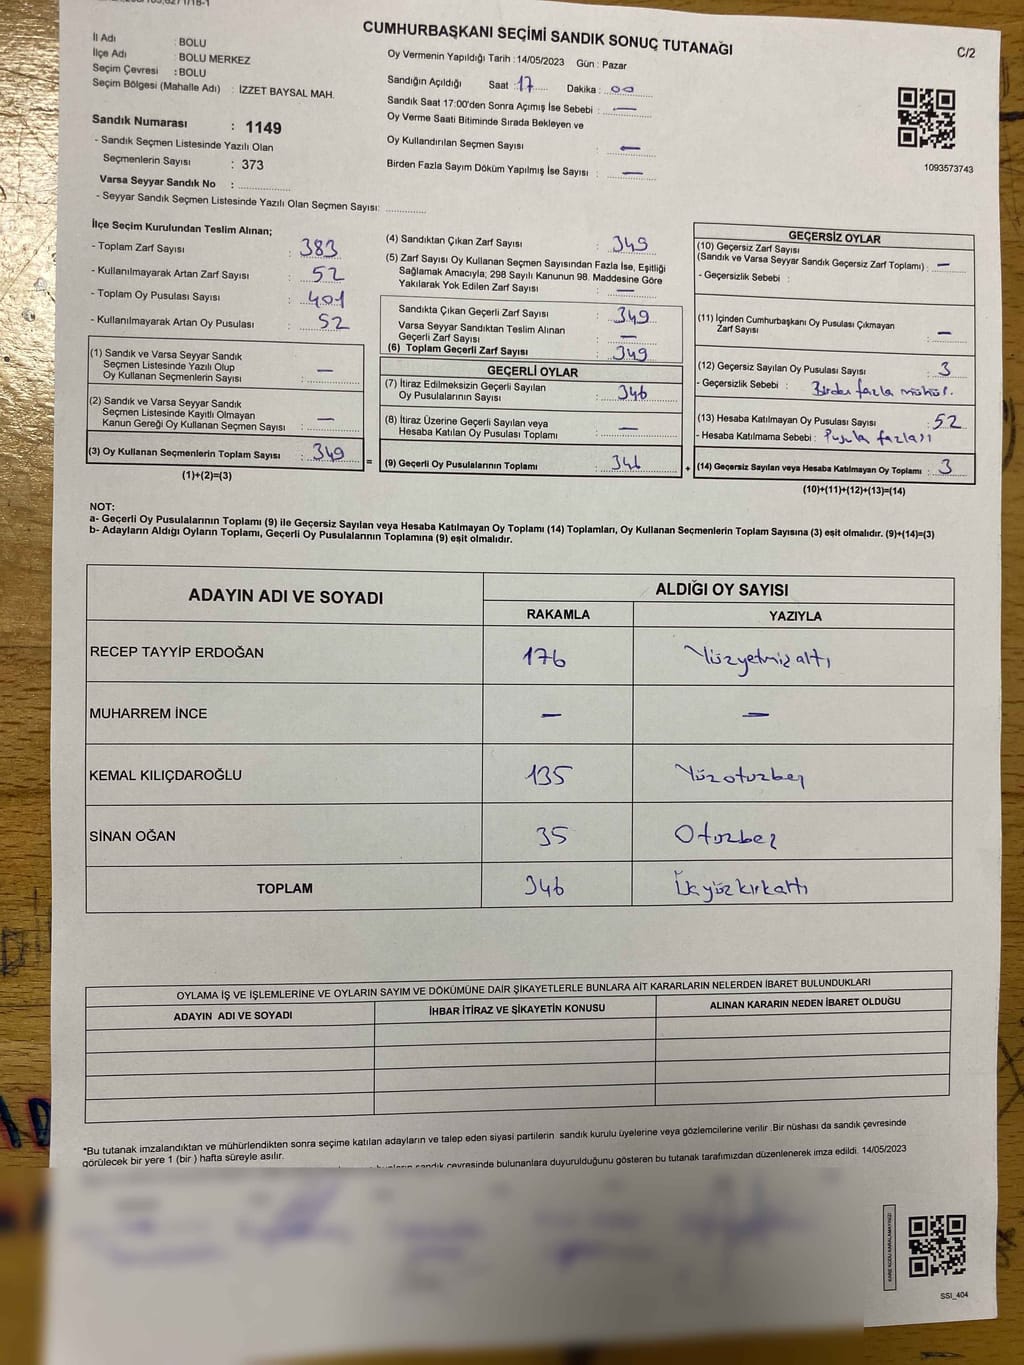 CUMHURBAŞKANI SEÇİMİ SANDIK SONUÇ TUTANAĞI
C/2
İl Adı : BOLU
İlçe Adı : BOLU MERKEZ
Seçim Çevresi : BOLU
Seçim Bölgesi (Mahalle Adı) : İZZET BAYSAL MAH.
Oy Vermenin Yapıldığı Tarih : 14/05/2023 Gün : Pazar
Sandığın Açıldığı Saat : 17 Dakika : 00
Sandık Saat 17:00'den Sonra Açımış İse Sebebi : —
Oy Verme Saati Bitiminde Sırada Bekleyen ve
Oy Kullandırılan Seçmen Sayısı : —
Birden Fazla Sayım Döküm Yapılmış İse Sayısı : —
1093573743
Sandık Numarası : 1149
- Sandık Seçmen Listesinde Yazılı Olan
Seçmenlerin Sayısı : 373
Varsa Seyyar Sandık No :
- Seyyar Sandık Seçmen Listesinde Yazılı Olan Seçmen Sayısı:
İlçe Seçim Kurulundan Teslim Alınan;
- Toplam Zarf Sayısı : 383
- Kullanılmayarak Artan Zarf Sayısı : 52
- Toplam Oy Pusulası Sayısı : 401
- Kullanılmayarak Artan Oy Pusulası : 52
(1) Sandık ve Varsa Seyyar Sandık
Seçmen Listesinde Yazılı Olup
Oy Kullanan Seçmenlerin Sayısı : —
(2) Sandık ve Varsa Seyyar Sandık
Seçmen Listesinde Kayıtlı Olmayan
Kanun Gereği Oy Kullanan Seçmen Sayısı : —
(3) Oy Kullanan Seçmenlerin Toplam Sayısı : 349
(1)+(2)=(3)
=
(4) Sandıktan Çıkan Zarf Sayısı : 349
(5) Zarf Sayısı Oy Kullanan Seçmen Sayısından Fazla İse, Eşitliği
Sağlamak Amacıyla; 298 Sayılı Kanunun 98. Maddesine Göre
Yakılarak Yok Edilen Zarf Sayısı : —
Sandıkta Çıkan Geçerli Zarf Sayısı : 349
Varsa Seyyar Sandıktan Teslim Alınan
Geçerli Zarf Sayısı : —
(6) Toplam Geçerli Zarf Sayısı : 349
GEÇERLİ OYLAR
(7) İtiraz Edilmeksizin Geçerli Sayılan
Oy Pusulalarının Sayısı : 346
(8) İtiraz Üzerine Geçerli Sayılan veya
Hesaba Katılan Oy Pusulası Toplamı : —
(9) Geçerli Oy Pusulalarının Toplamı : 346
+
GEÇERSİZ OYLAR
(10) Geçersiz Zarf Sayısı
(Sandık ve Varsa Seyyar Sandık Geçersiz Zarf Toplamı) : —
- Geçersizlik Sebebi :
(11) İçinden Cumhurbaşkanı Oy Pusulası Çıkmayan
Zarf Sayısı : —
(12) Geçersiz Sayılan Oy Pusulası Sayısı : 3
- Geçersizlik Sebebi : Birden fazla mühür.
(13) Hesaba Katılmayan Oy Pusulası Sayısı : 52
- Hesaba Katılmama Sebebi : Pusula fazlası
(14) Geçersiz Sayılan veya Hesaba Katılmayan Oy Toplamı : 3
(10)+(11)+(12)+(13)=(14)
NOT:
a- Geçerli Oy Pusulalarının Toplamı (9) ile Geçersiz Sayılan veya Hesaba Katılmayan Oy Toplamı (14) Toplamları, Oy Kullanan Seçmenlerin Toplam Sayısına (3) eşit olmalıdır. (9)+(14)=(3)
b- Adayların Aldığı Oyların Toplamı, Geçerli Oy Pusulalarının Toplamına (9) eşit olmalıdır.
ADAYIN ADI VE SOYADI
ALDIĞI OY SAYISI
RAKAMLA YAZIYLA
RECEP TAYYİP ERDOĞAN 176 Yüzyetmişaltı
MUHARREM İNCE — —
KEMAL KILIÇDAROĞLU 135 Yüzotuzbeş
SİNAN OĞAN 35 Otuzbeş
TOPLAM 346 Üçyüzkırkaltı
OYLAMA İŞ VE İŞLEMLERİNE VE OYLARIN SAYIM VE DÖKÜMÜNE DAİR ŞİKAYETLERLE BUNLARA AİT KARARLARIN NELERDEN İBARET BULUNDUKLARI
ADAYIN ADI VE SOYADI İHBAR İTİRAZ VE ŞİKAYETİN KONUSU ALINAN KARARIN NEDEN İBARET OLDUĞU
*Bu tutanak imzalandıktan ve mühürlendikten sonra seçime katılan adayların ve talep eden siyasi partilerin sandık kurulu üyelerine veya gözlemcilerine verilir .Bir nüshası da sandık çevresinde
görülecek bir yere 1 (bir ) hafta süreyle asılır.
sandık çevresinde bulunanlara duyurulduğunu gösteren bu tutanak tarafımızdan düzenlenerek imza edildi. 14/05/2023
KARE KODU KARALAMAYINIZ!
SSI_404